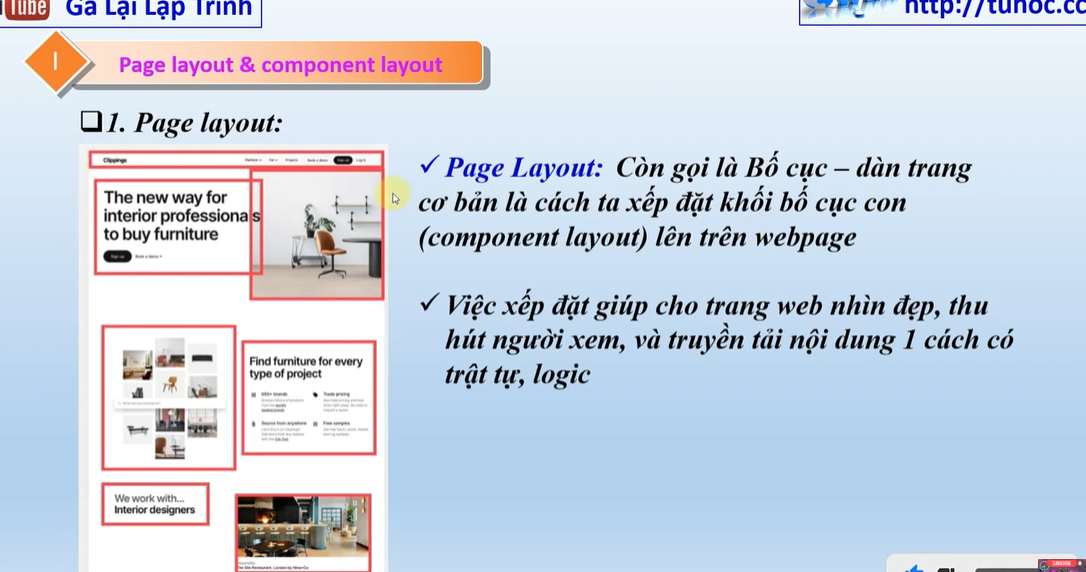 Tube
Gà Lại Lập Trình
http://tuhoc.cc
I
Page layout & component layout
1. Page layout:
Clippings
Projects
Book a demo
Sign up
Log in
The new way for
interior professionals
to buy furniture
Sign up
Book a demo
✓ Page Layout: Còn gọi là Bố cục – dàn trang
cơ bản là cách ta xếp đặt khối bố cục con
(component layout) lên trên webpage
✓ Việc xếp đặt giúp cho trang web nhìn đẹp, thu
hút người xem, và truyền tải nội dung 1 cách có
trật tự, logic
Find furniture for every
type of project
650+ brands
Trade pricing
Source from anywhere
Free samples
We work with...
Interior designers
SUBSCRIBE